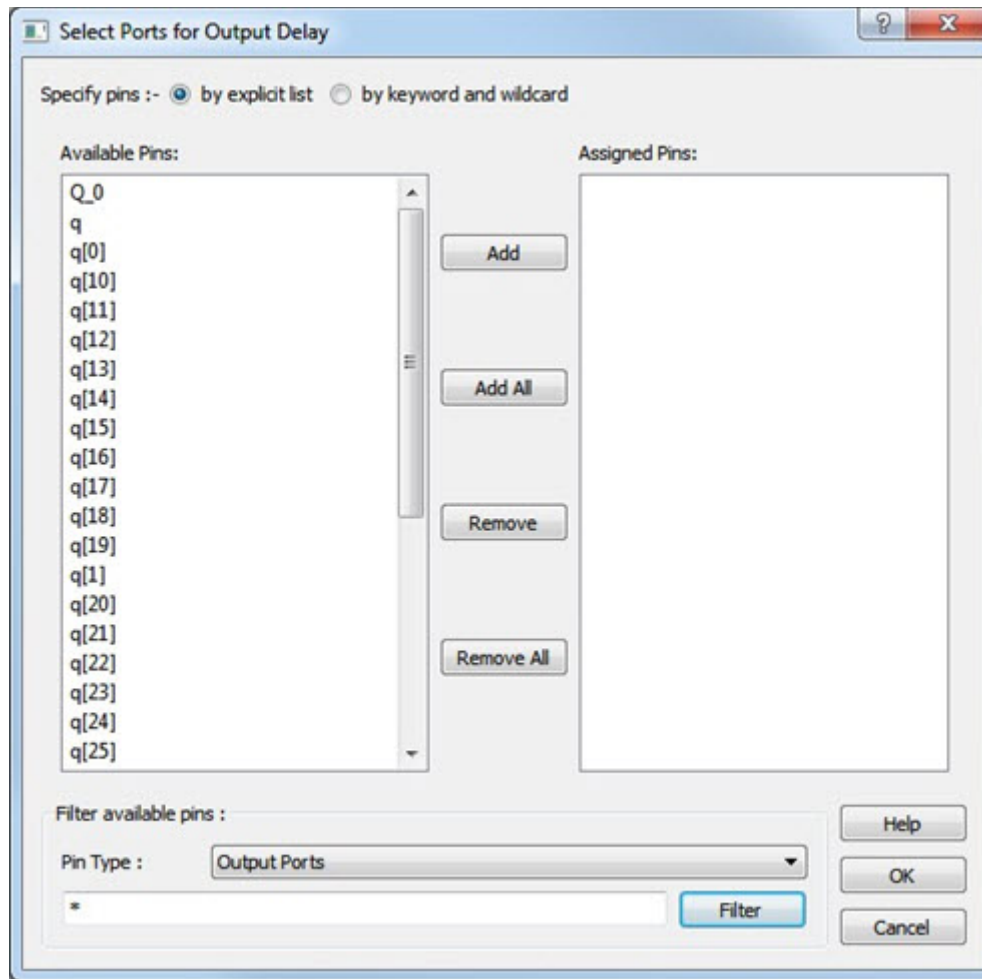 Select Ports for Output Delay
Specify pins :- by explicit list by keyword and wildcard
Available Pins:
Q_0
q
q[0]
q[10]
q[11]
q[12]
q[13]
q[14]
q[15]
q[16]
q[17]
q[18]
q[19]
q[1]
q[20]
q[21]
q[22]
q[23]
q[24]
q[25]
Add
Add All
Remove
Remove All
Assigned Pins:
Filter available pins :
Pin Type :
Output Ports
*
Filter
Help
OK
Cancel